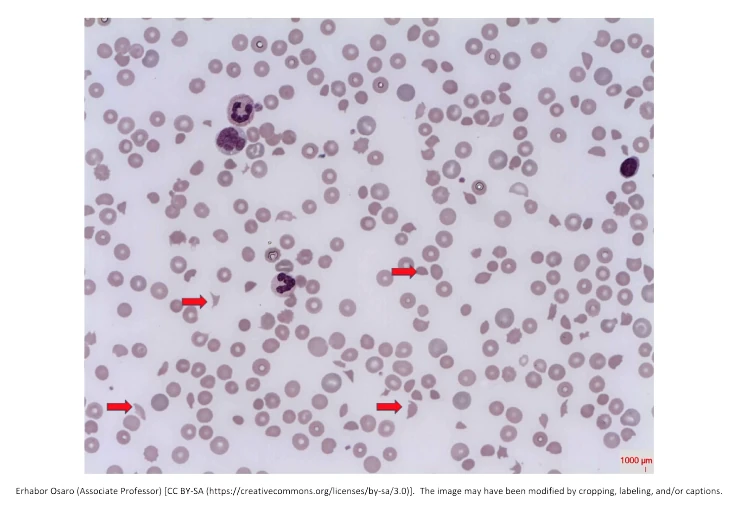 1000 µm
Erhabor Osaro (Associate Professor) [CC BY-SA (https://creativecommons.org/licenses/by-sa/3.0)].  The image may have been modified by cropping, labeling, and/or captions.